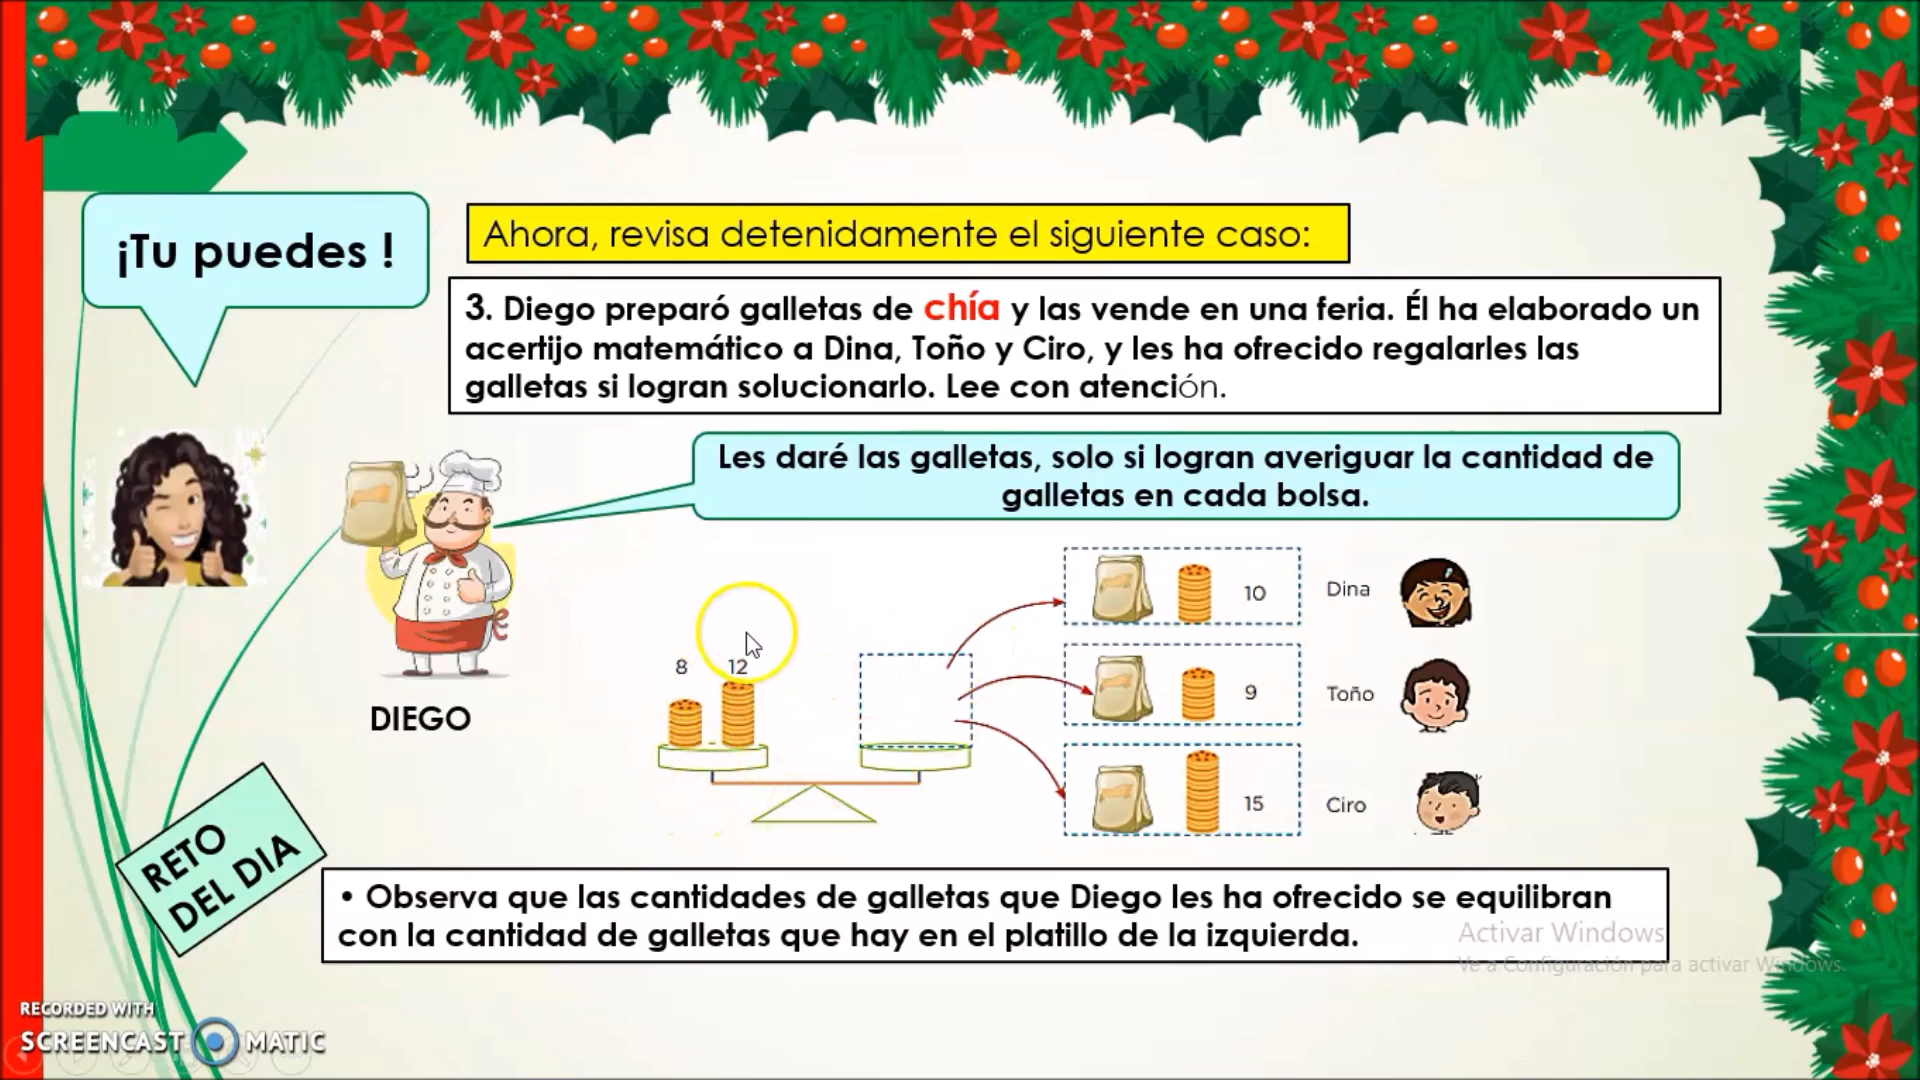 ¡Tu puedes !
Ahora, revisa detenidamente el siguiente caso:
3. Diego preparó galletas de chía y las vende en una feria. Él ha elaborado un
acertijo matemático a Dina, Toño y Ciro, y les ha ofrecido regalarles las
galletas si logran solucionarlo. Lee con atención.
Les daré las galletas, solo si logran averiguar la cantidad de
galletas en cada bolsa.
10 Dina
8 12
9 Toño
DIEGO
15 Ciro
RETO
DEL DIA
• Observa que las cantidades de galletas que Diego les ha ofrecido se equilibran
con la cantidad de galletas que hay en el platillo de la izquierda.
Activar Windows
Ve a Configuración para activar Windows.
RECORDED WITH
SCREENCAST MATIC